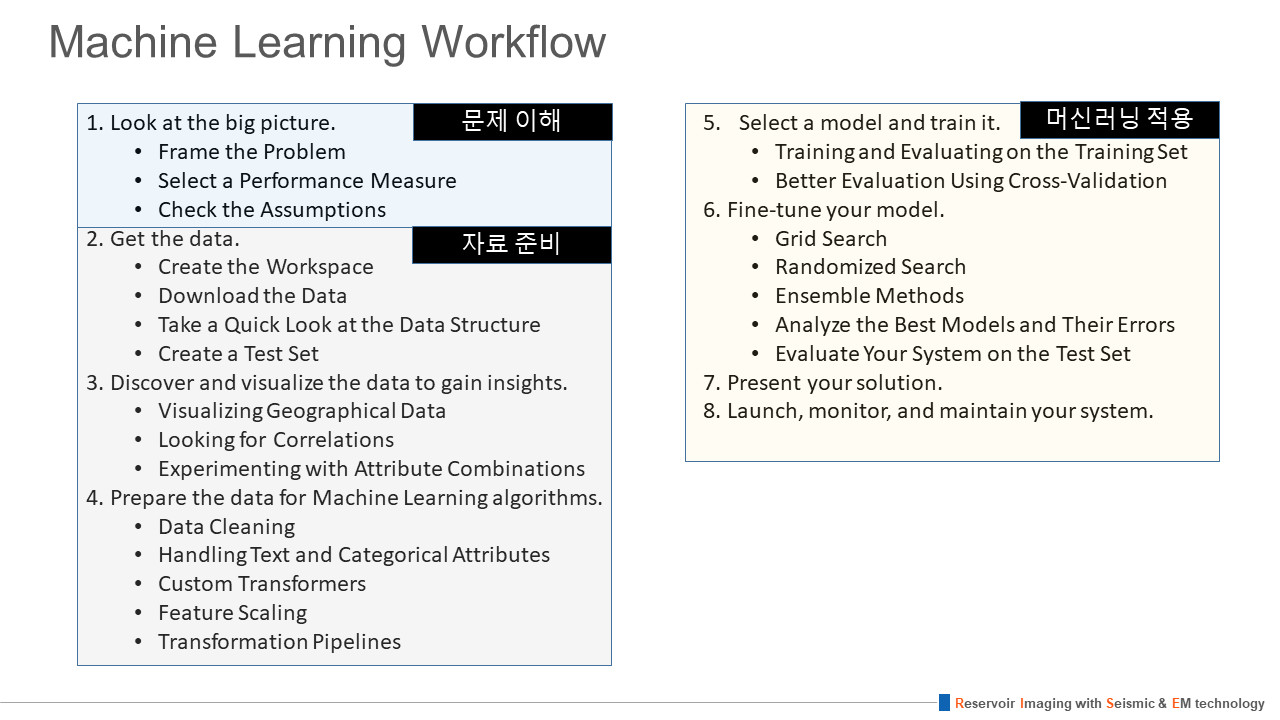 Machine Learning Workflow
1. Look at the big picture.
문제 이해
• Frame the Problem
• Select a Performance Measure
• Check the Assumptions
2. Get the data.
자료 준비
• Create the Workspace
• Download the Data
• Take a Quick Look at the Data Structure
• Create a Test Set
3. Discover and visualize the data to gain insights.
• Visualizing Geographical Data
• Looking for Correlations
• Experimenting with Attribute Combinations
4. Prepare the data for Machine Learning algorithms.
• Data Cleaning
• Handling Text and Categorical Attributes
• Custom Transformers
• Feature Scaling
• Transformation Pipelines
5. Select a model and train it.
머신러닝 적용
• Training and Evaluating on the Training Set
• Better Evaluation Using Cross-Validation
6. Fine-tune your model.
• Grid Search
• Randomized Search
• Ensemble Methods
• Analyze the Best Models and Their Errors
• Evaluate Your System on the Test Set
7. Present your solution.
8. Launch, monitor, and maintain your system.
Reservoir Imaging with Seismic & EM technology